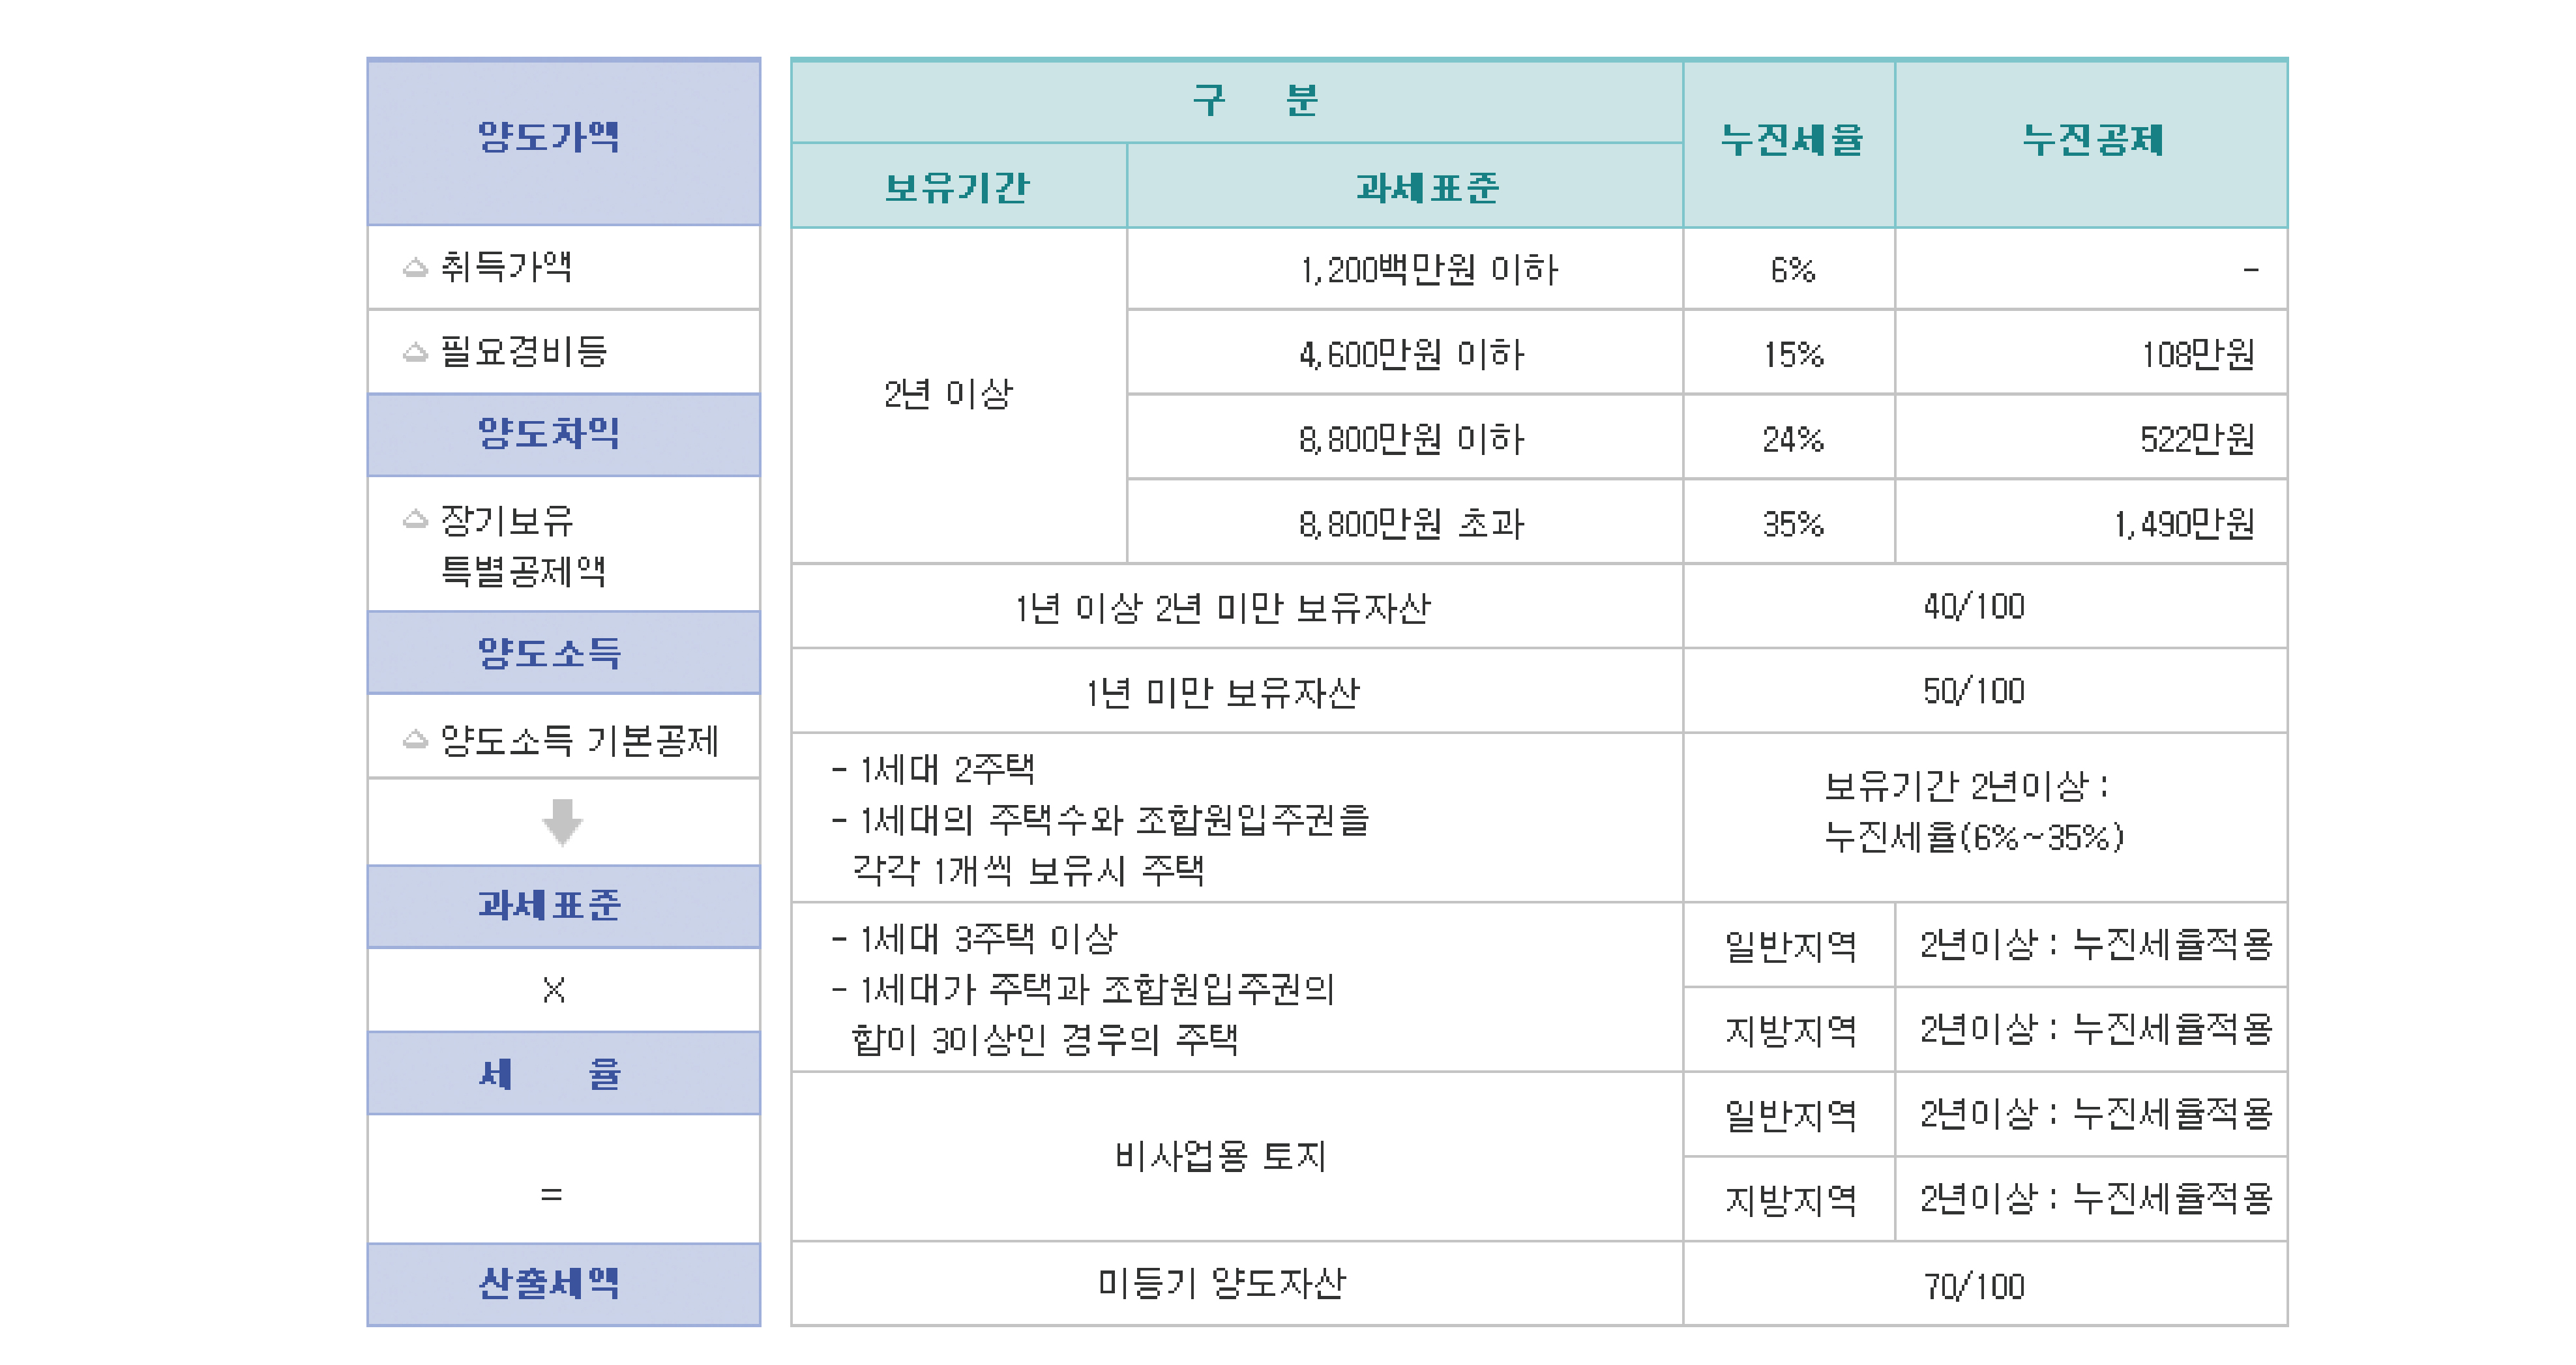 양도가액
취득가액
필요경비등
양도차익
장기보유
특별공제액
양도소득
양도소득 기본공제
과세표준
X
세 율
=
산출세액
구 분
누진세율
누진공제
보유기간
과세표준
2년 이상
1,200백만원 이하
6%
-
4,600만원 이하
15%
108만원
8,800만원 이하
24%
522만원
8,800만원 초과
35%
1,490만원
1년 이상 2년 미만 보유자산
40/100
1년 미만 보유자산
50/100
- 1세대 2주택
- 1세대의 주택수와 조합원입주권을
각각 1개씩 보유시 주택
보유기간 2년이상 :
누진세율(6%~35%)
- 1세대 3주택 이상
- 1세대가 주택과 조합원입주권의
합이 3이상인 경우의 주택
일반지역
2년이상 : 누진세율적용
지방지역
2년이상 : 누진세율적용
비사업용 토지
일반지역
2년이상 : 누진세율적용
지방지역
2년이상 : 누진세율적용
미등기 양도자산
70/100